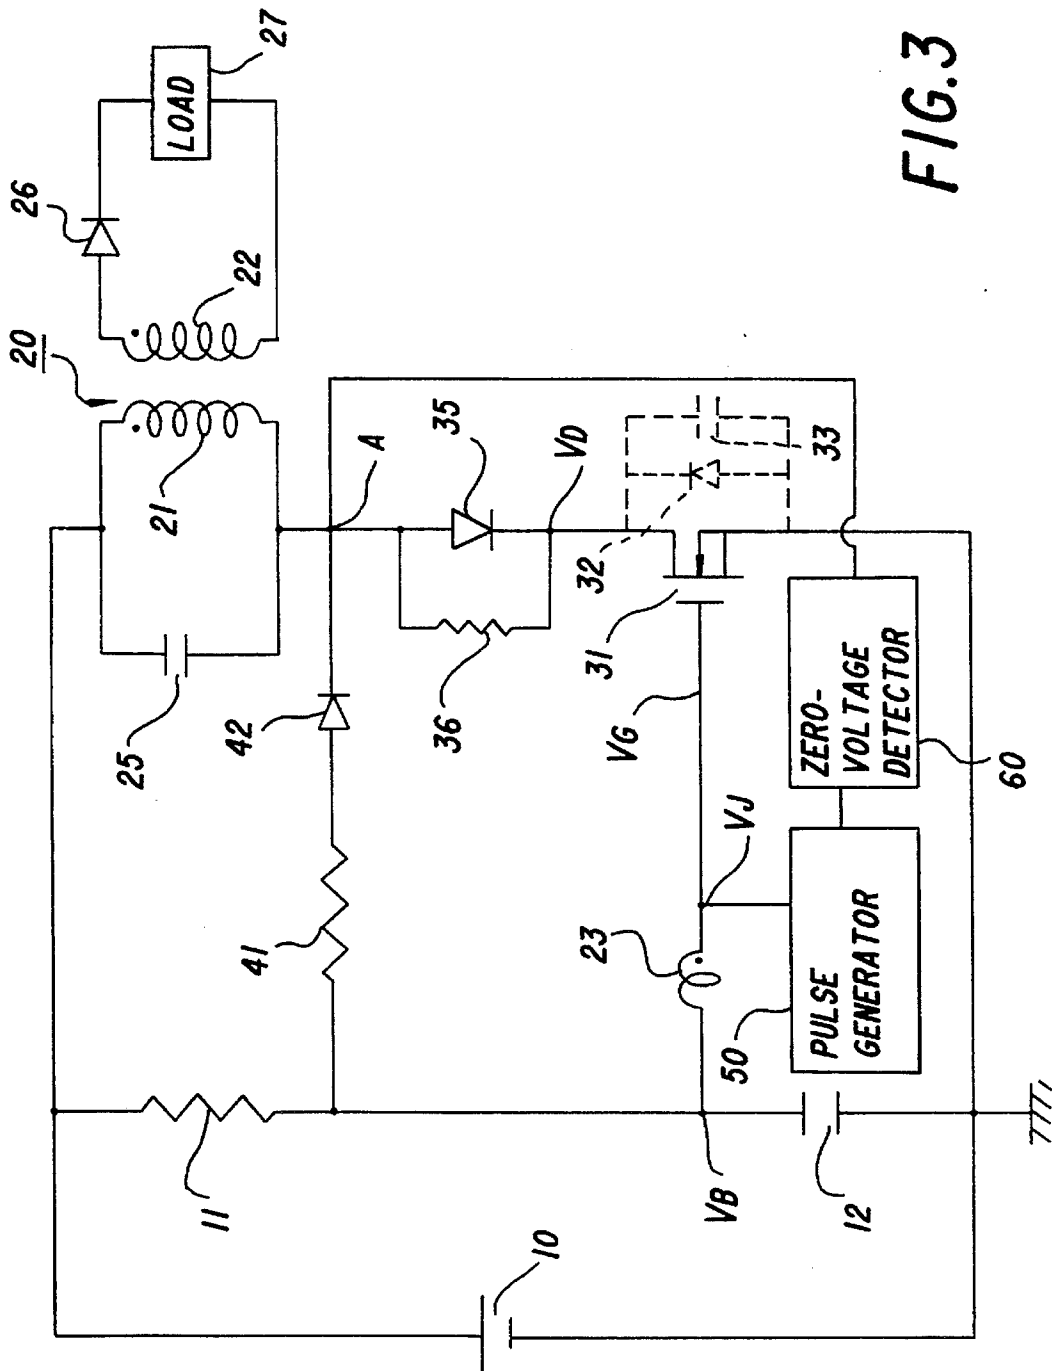 20
26
27
LOAD
22
21
25
A
35
42
VD
36
41
11
32
33
31
VG
VJ
23
ZERO-
VOLTAGE
DETECTOR
60
50
PULSE
GENERATOR
VB
12
10
FIG.3